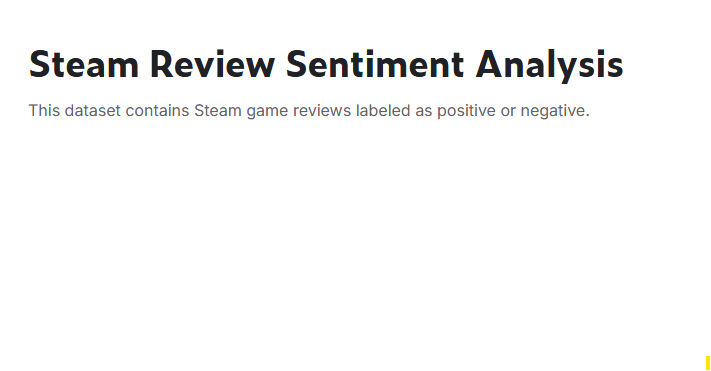 Steam Review Sentiment Analysis
This dataset contains Steam game reviews labeled as positive or negative.